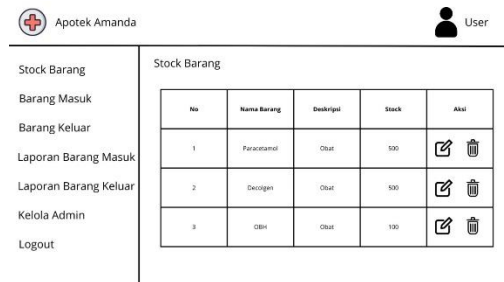 Apotek Amanda
User
Stock Barang
Barang Masuk
Barang Keluar
Laporan Barang Masuk
Laporan Barang Keluar
Kelola Admin
Logout
Stock Barang
No Nama Barang Deskripsi Stock Aksi
1 Paracetamol Obat 500
2 Decolgen Obat 500
3 OBH Obat 100